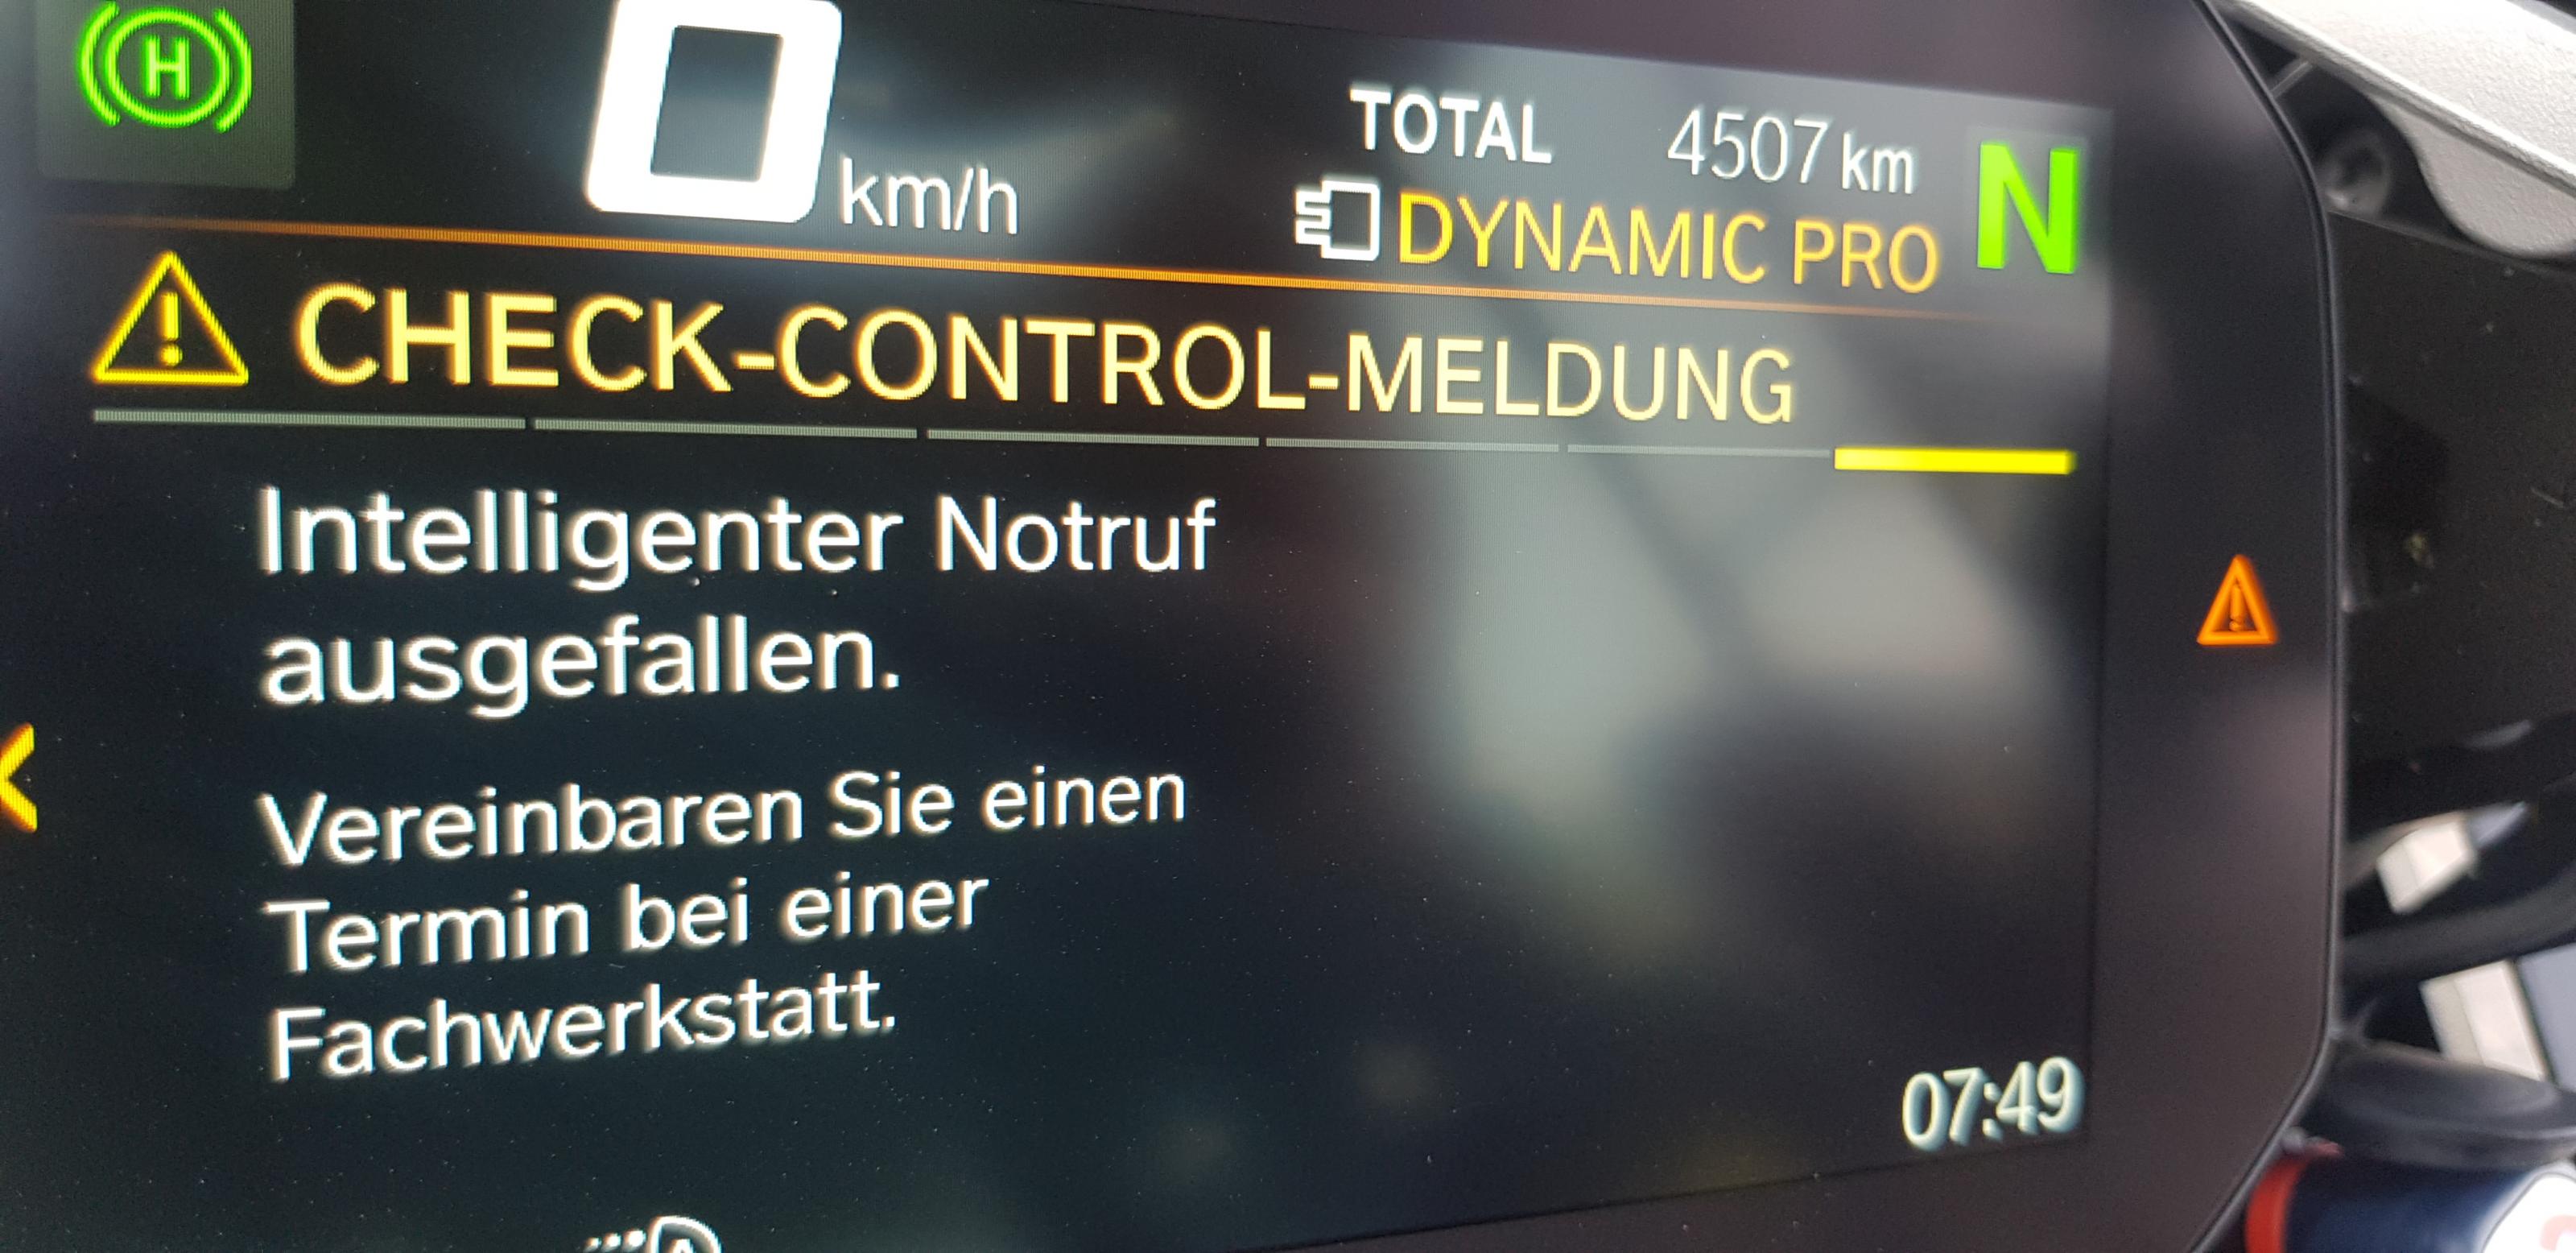 H
0 km/h
TOTAL 4507 km
DYNAMIC PRO
N
CHECK-CONTROL-MELDUNG
Intelligenter Notruf
ausgefallen.
Vereinbaren Sie einen
Termin bei einer
Fachwerkstatt.
07:49